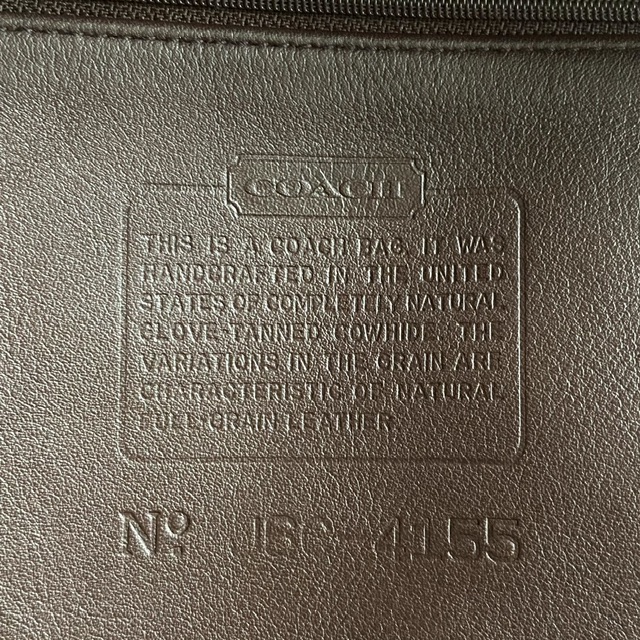 COACH
THIS IS A COACH BAG. IT WAS
HANDCRAFTED IN THE UNITED
STATES OF COMPLETELY NATURAL
GLOVE-TANNED COWHIDE. THE
VARIATIONS IN THE GRAIN ARE
CHARACTERISTIC OF NATURAL
FULL GRAIN LEATHER.
No